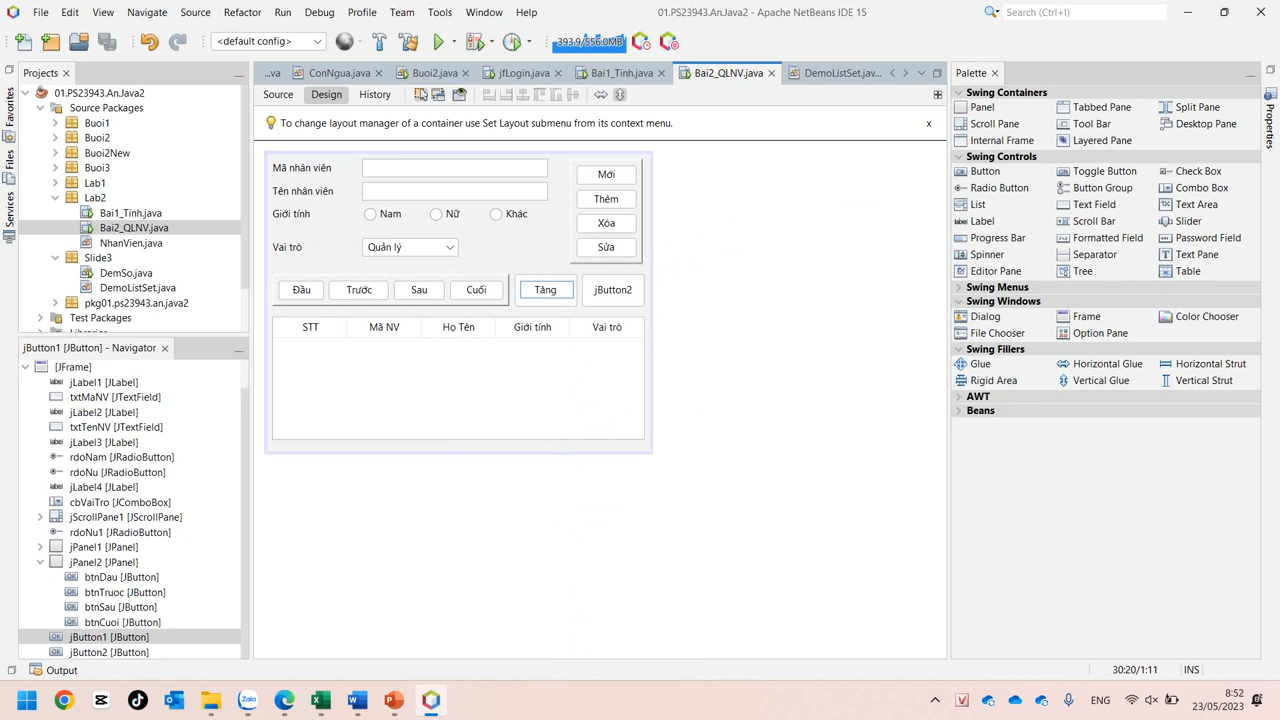 File Edit View Navigate Source Refactor Run Debug Profile Team Tools Window Help 01.PS23943.AnJava2 - Apache NetBeans IDE 15 Search (Ctrl+I)
<default config> 393.9/556.0MB
Projects ...va ConNgua.java Buoi2.java jfLogin.java Bai1_Tinh.java Bai2_QLNV.java DemoListSet.jav... Palette
Source Design History
To change layout manager of a container use Set Layout submenu from its context menu. x
Favorites
Files
Services
01.PS23943.An.Java2
Source Packages
Buoi1
Buoi2
Buoi2New
Buoi3
Lab1
Lab2
Bai1_Tinh.java
Bai2_QLNV.java
NhanVien.java
Slide3
DemSo.java
DemoListSet.java
pkg01.ps23943.an.java2
Test Packages
Libraries
jButton1 [JButton] - Navigator
[JFrame]
jLabel1 [JLabel]
txtMaNV [JTextField]
jLabel2 [JLabel]
txtTenNV [JTextField]
jLabel3 [JLabel]
rdoNam [JRadioButton]
rdoNu [JRadioButton]
jLabel4 [JLabel]
cbVaiTro [JComboBox]
jScrollPane1 [JScrollPane]
rdoNu1 [JRadioButton]
jPanel1 [JPanel]
jPanel2 [JPanel]
btnDau [JButton]
btnTruoc [JButton]
btnSau [JButton]
btnCuoi [JButton]
jButton1 [JButton]
jButton2 [JButton]
Mã nhân viên Mới
Tên nhân viên Thêm
Giới tính Nam Nữ Khác Xóa
Vai trò Quản lý Sửa
Đầu Trước Sau Cuối Tăng jButton2
STT Mã NV Họ Tên Giới tính Vai trò
Swing Containers
Panel Tabbed Pane Split Pane
Scroll Pane Tool Bar Desktop Pane
Internal Frame Layered Pane
Swing Controls
Button Toggle Button Check Box
Radio Button Button Group Combo Box
List Text Field Text Area
Label Scroll Bar Slider
Progress Bar Formatted Field Password Field
Spinner Separator Text Pane
Editor Pane Tree Table
Swing Menus
Swing Windows
Dialog Frame Color Chooser
File Chooser Option Pane
Swing Fillers
Glue Horizontal Glue Horizontal Strut
Rigid Area Vertical Glue Vertical Strut
AWT
Beans
Properties
Output 30:20/1:11 INS
Zalo ENG 8:52
23/05/2023